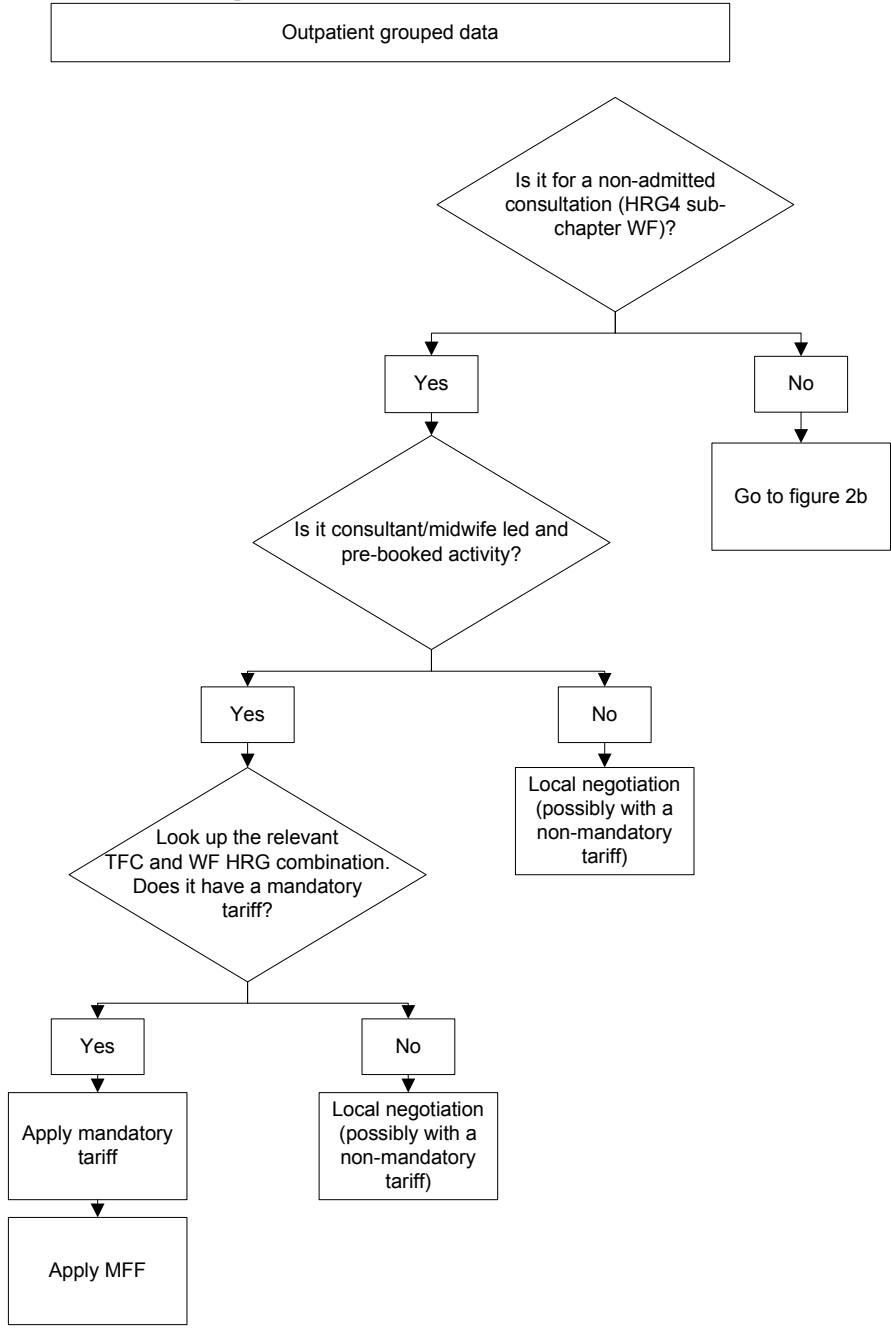 Outpatient grouped data
Is it for a non-admitted
consultation (HRG4 sub-
chapter WF)?
Yes
No
Go to figure 2b
Is it consultant/midwife led and
pre-booked activity?
Yes
No
Local negotiation
(possibly with a
non-mandatory
tariff)
Look up the relevant
TFC and WF HRG combination.
Does it have a mandatory
tariff?
Yes
No
Apply mandatory
tariff
Local negotiation
(possibly with a
non-mandatory
tariff)
Apply MFF